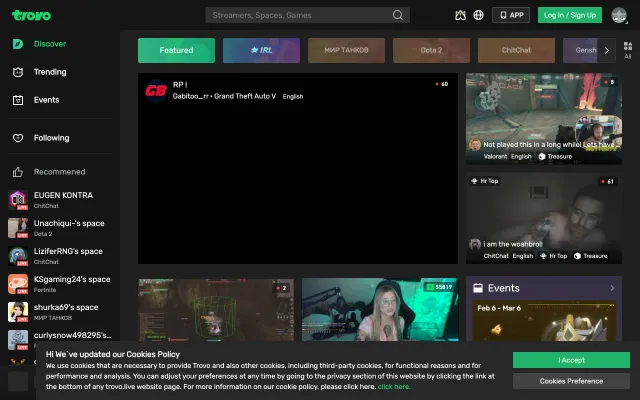 trovo
Streamers, Spaces, Games
APP
Log In / Sign Up
Discover
Trending
Events
Following
Recommened
EUGEN KONTRA
ChitChat
LIVE
Unachiqui-'s space
Dota 2
LIVE
LiziferRNG's space
ChitChat
LIVE
KSgaming24's space
Fortnite
LIVE
shurka69's space
МИР ТАНКОВ
LIVE
curlysnow498295's...
LIVE
Featured
IRL
МИР ТАНКОВ
Dota 2
ChitChat
Gensh
All
GB
RP !
Gabitoo_rr • Grand Theft Auto V English
60
8
Not played this in a long while! Lets have ...
Valorant English Treasure
Hr Top
61
i am the woahbro!!
ChitChat English Hr Top Treasure
2
55819
Events
Feb 6 - Mar 6
Hi We`ve updated our Cookies Policy
We use cookies that are necessary to provide Trovo and also other cookies, including third-party cookies, for functional reasons and for
performance and analysis. You can adjust your preferences at any time by going to the privacy section of this website by clicking the link at
the bottom of any trovo.live website page. For more information on our cookie policy, please click here. click here.
I Accept
Cookies Preference